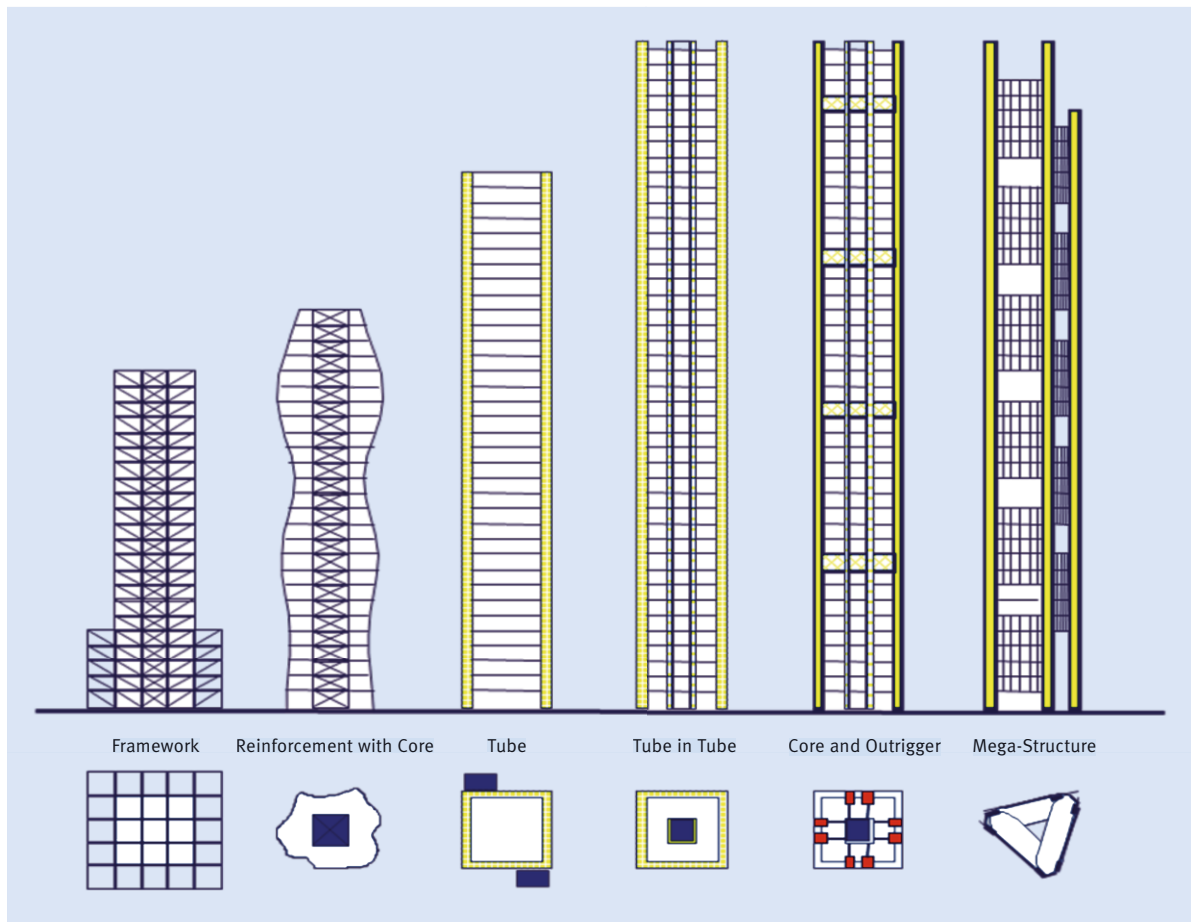 Framework
Reinforcement with Core
Tube
Tube in Tube
Core and Outrigger
Mega-Structure